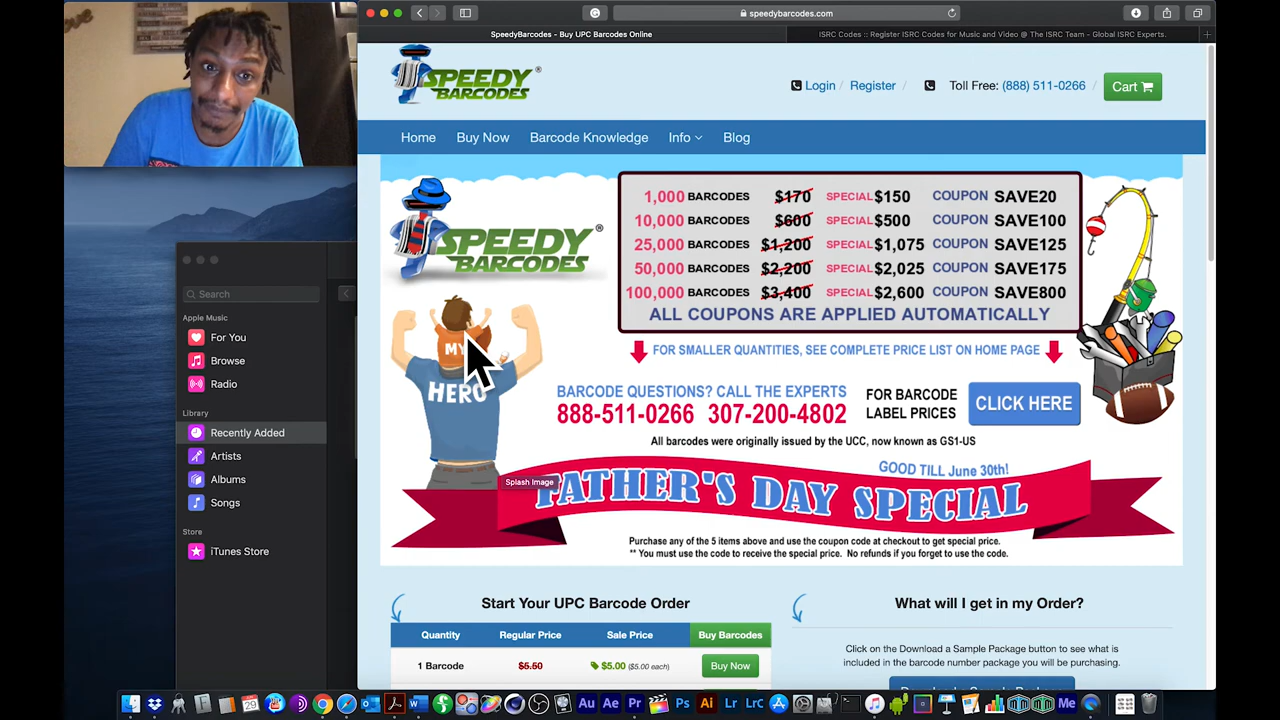 speedybarcodes.com
SpeedyBarcodes - Buy UPC Barcodes Online
ISRC Codes :: Register ISRC Codes for Music and Video @ The ISRC Team - Global ISRC Experts.
SPEEDY BARCODES®
Login / Register / Toll Free: (888) 511-0266 / Cart
Home Buy Now Barcode Knowledge Info Blog
SPEEDY BARCODES®
1,000 BARCODES $170 SPECIAL $150 COUPON SAVE20
10,000 BARCODES $600 SPECIAL $500 COUPON SAVE100
25,000 BARCODES $1,200 SPECIAL $1,075 COUPON SAVE125
50,000 BARCODES $2,200 SPECIAL $2,025 COUPON SAVE175
100,000 BARCODES $3,400 SPECIAL $2,600 COUPON SAVE800
ALL COUPONS ARE APPLIED AUTOMATICALLY
FOR SMALLER QUANTITIES, SEE COMPLETE PRICE LIST ON HOME PAGE
MY
HERO
BARCODE QUESTIONS? CALL THE EXPERTS
888-511-0266 307-200-4802
FOR BARCODE
LABEL PRICES
CLICK HERE
All barcodes were originally issued by the UCC, now known as GS1-US
GOOD TILL June 30th!
Splash Image
FATHER'S DAY SPECIAL
Purchase any of the 5 items above and use the coupon code at checkout to get special price.
** You must use the code to receive the special price. No refunds if you forget to use the code.
Start Your UPC Barcode Order
Quantity Regular Price Sale Price Buy Barcodes
1 Barcode $5.50 $5.00 ($5.00 each) Buy Now
What will I get in my Order?
Click on the Download a Sample Package button to see what is
included in the barcode number package you will be purchasing.
Search
Apple Music
For You
Browse
Radio
Library
Recently Added
Artists
Albums
Songs
Store
iTunes Store
29
Au Ae Pr Ps Ai Lr LrC Me